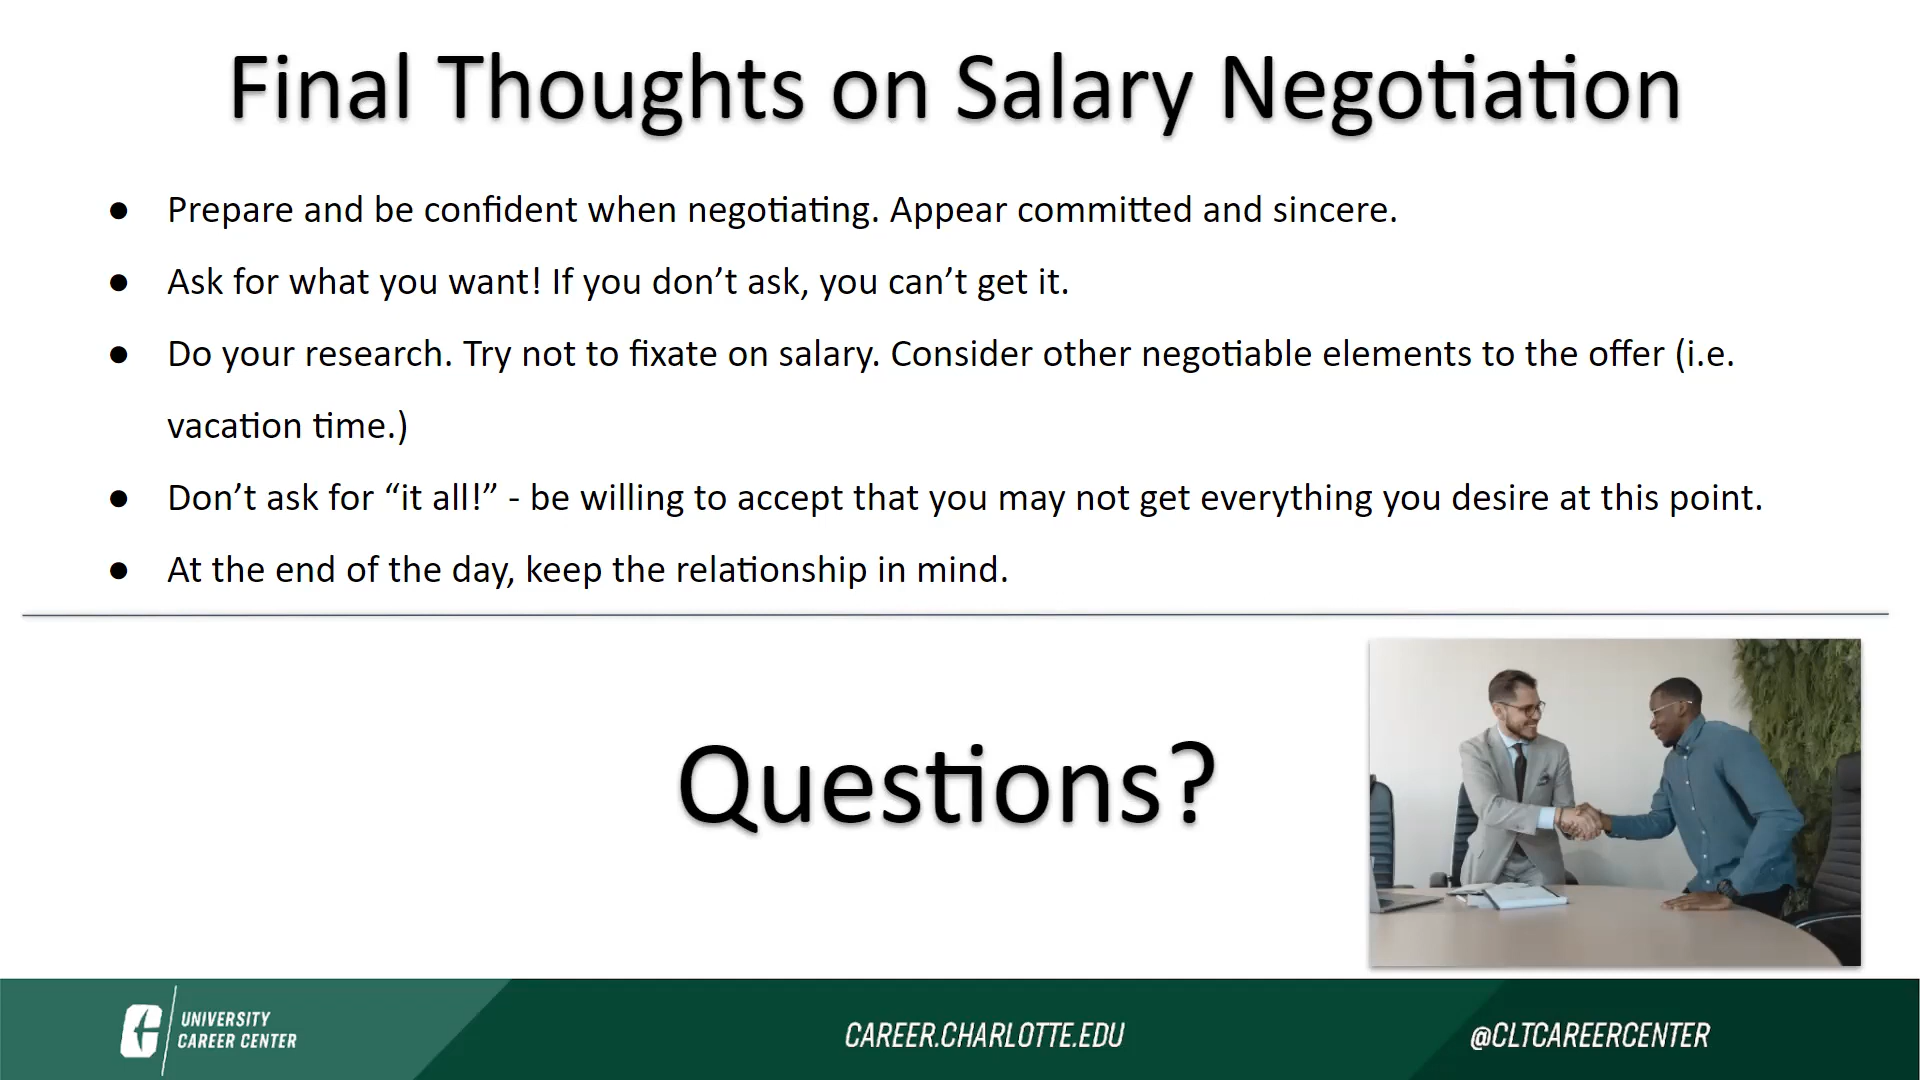 Final Thoughts on Salary Negotiation
● Prepare and be confident when negotiating. Appear committed and sincere.
● Ask for what you want! If you don’t ask, you can’t get it.
● Do your research. Try not to fixate on salary. Consider other negotiable elements to the offer (i.e.
vacation time.)
● Don’t ask for “it all!” - be willing to accept that you may not get everything you desire at this point.
● At the end of the day, keep the relationship in mind.
Questions?
UNIVERSITY
CAREER CENTER
CAREER.CHARLOTTE.EDU
@CLTCAREERCENTER